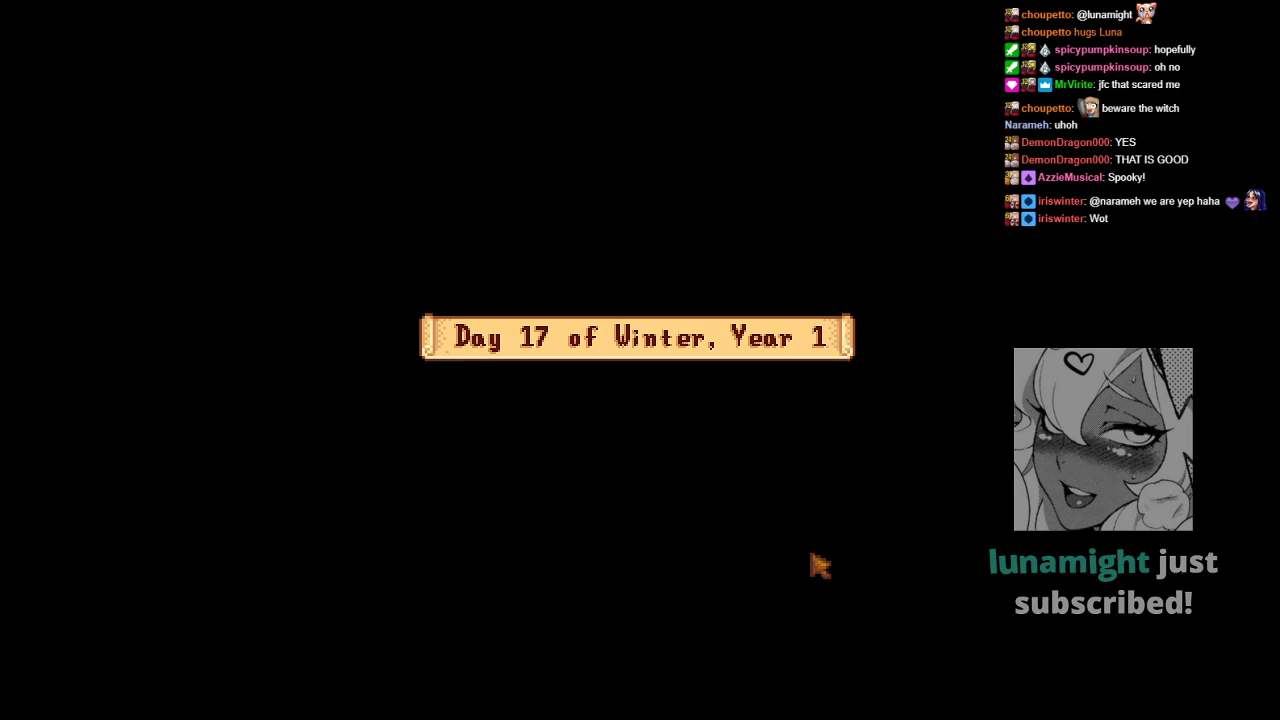 choupetto: @lunamight
choupetto hugs Luna
spicypumpkinsoup: hopefully
spicypumpkinsoup: oh no
MrVirite: jfc that scared me
choupetto: beware the witch
Narameh: uhoh
DemonDragon000: YES
DemonDragon000: THAT IS GOOD
AzzieMusical: Spooky!
iriswinter: @narameh we are yep haha
iriswinter: Wot
Day 17 of Winter, Year 1
lunamight just
subscribed!